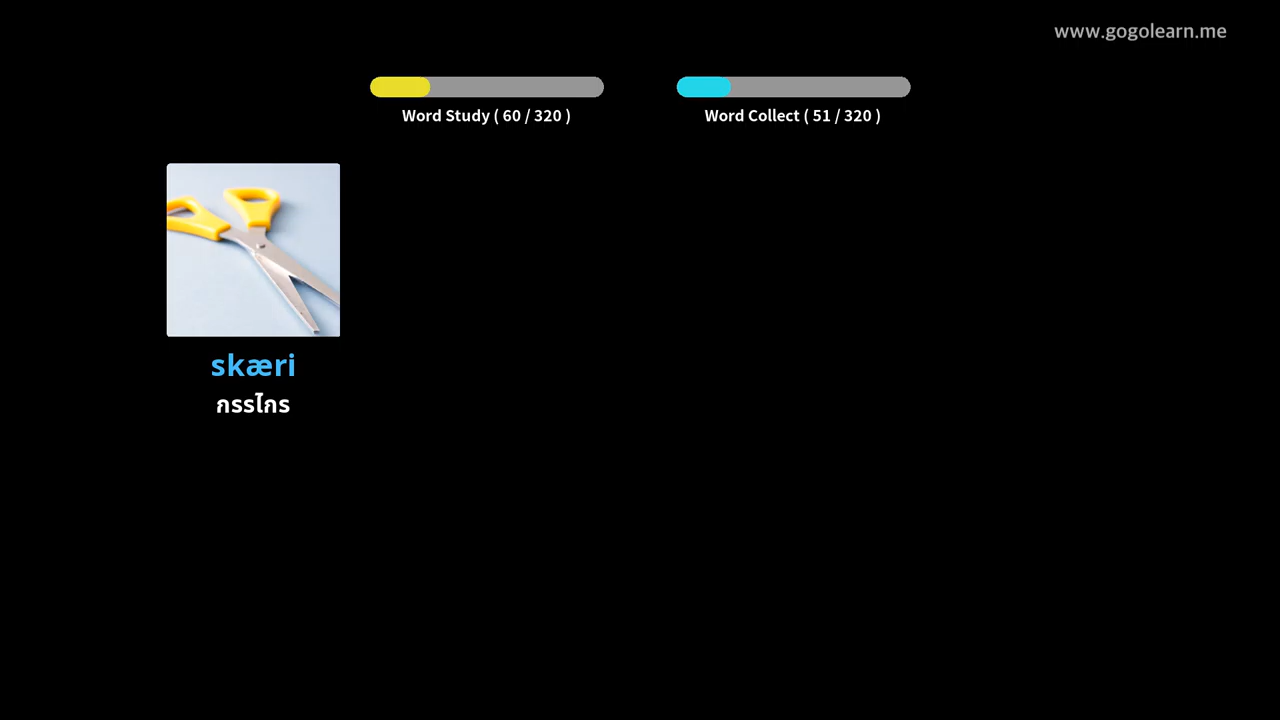 www.gogolearn.me
Word Study ( 60 / 320 )
Word Collect ( 51 / 320 )
skæri
กรรไกร